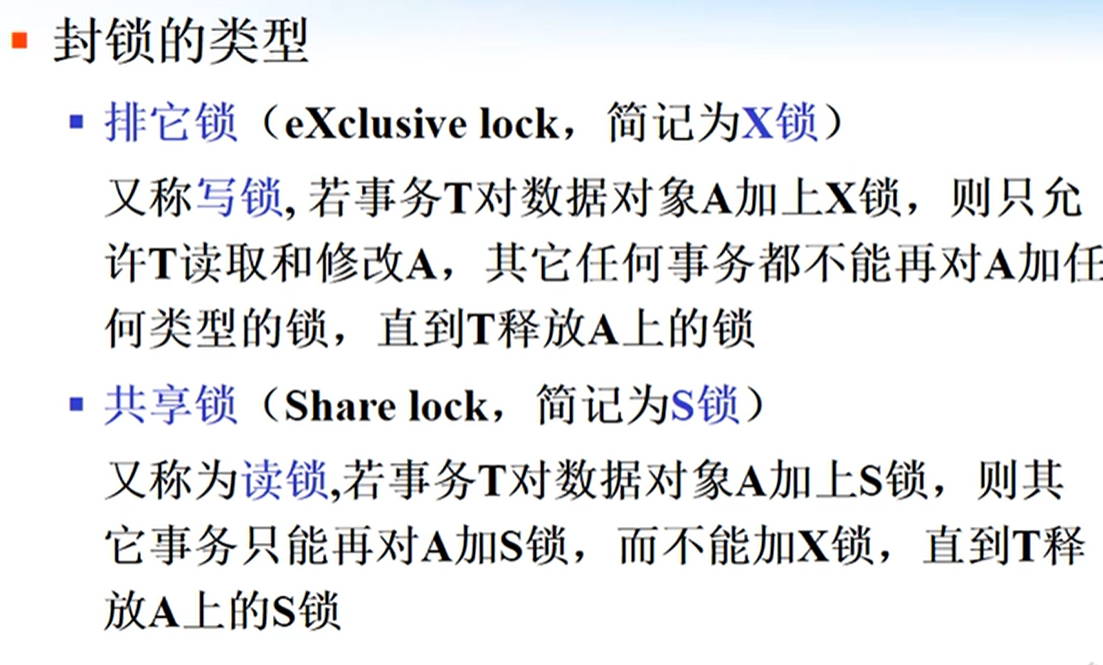 封锁的类型
排它锁（eXclusive lock，简记为X锁）
又称写锁, 若事务T对数据对象A加上X锁，则只允
许T读取和修改A，其它任何事务都不能再对A加任
何类型的锁，直到T释放A上的锁
共享锁（Share lock，简记为S锁）
又称为读锁,若事务T对数据对象A加上S锁，则其
它事务只能再对A加S锁，而不能加X锁，直到T释
放A上的S锁